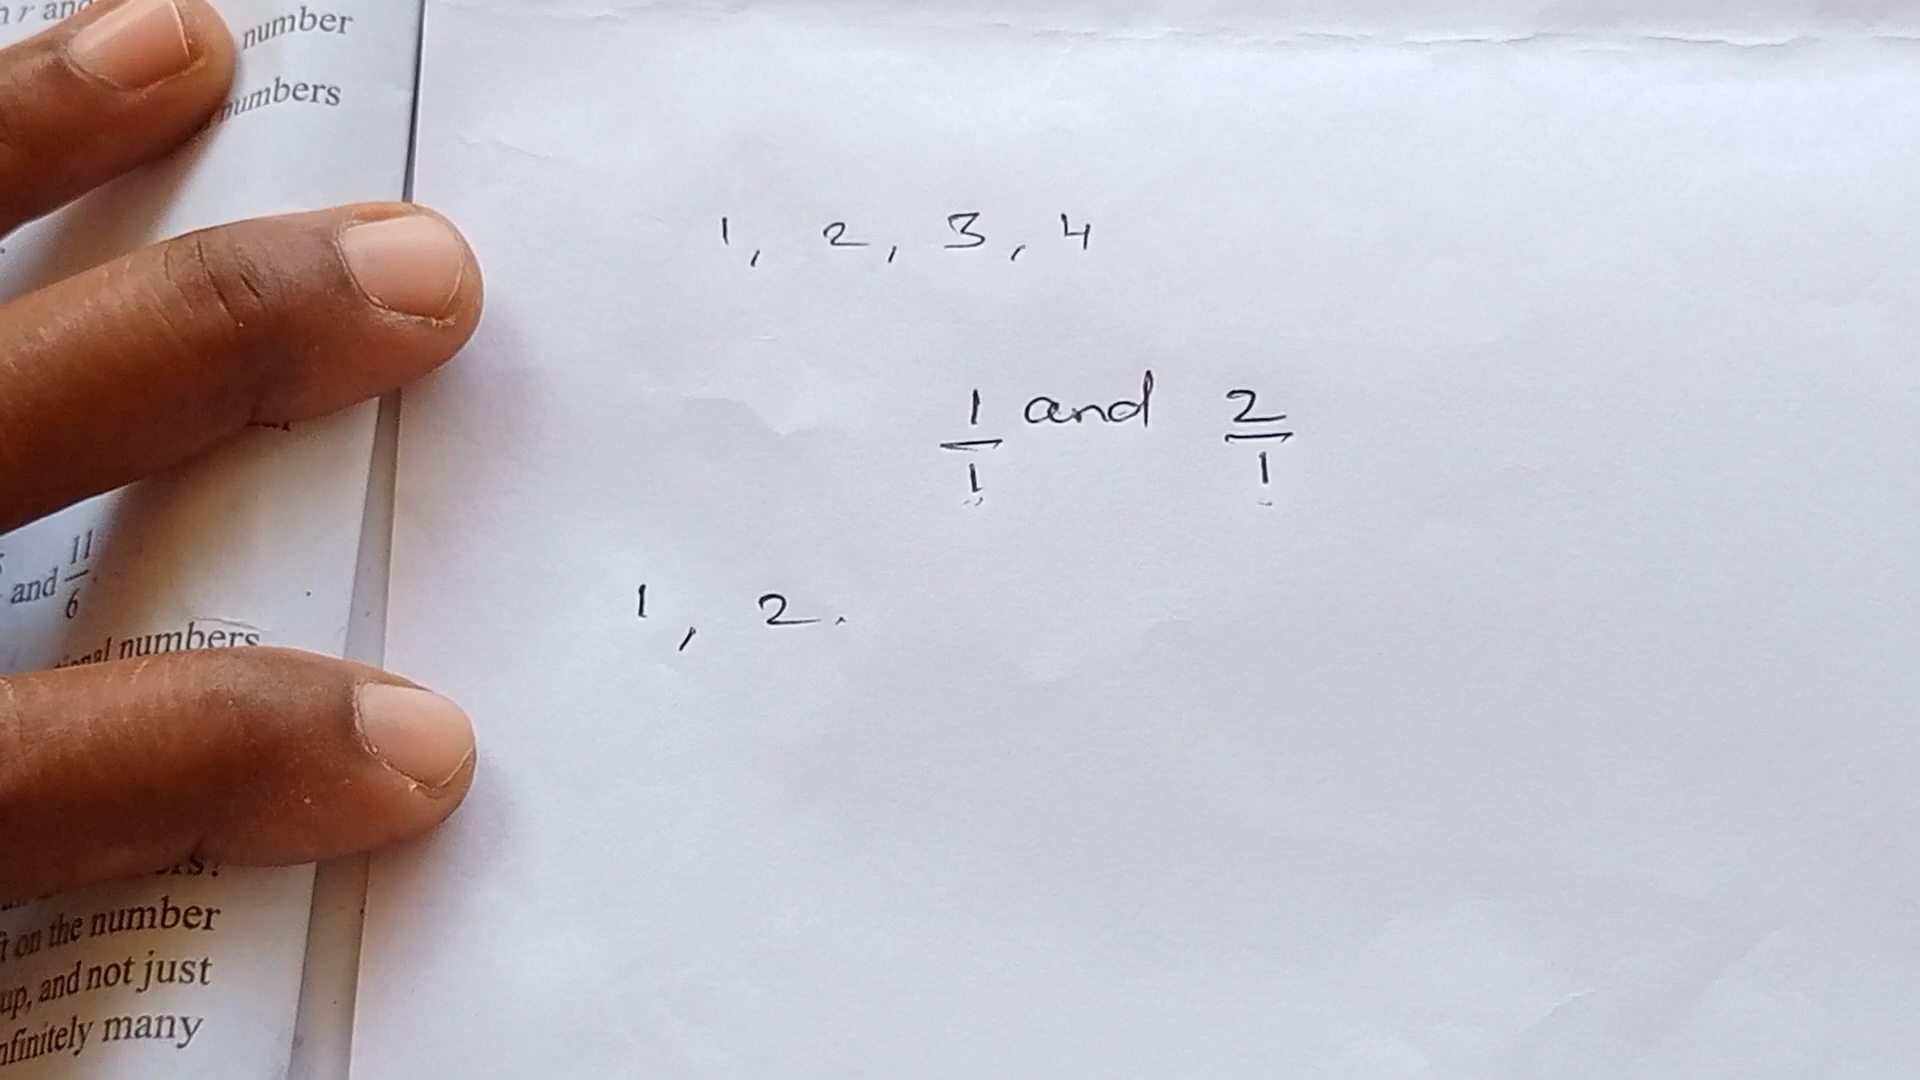 number
numbers
1, 2, 3, 4
1/1 and 2/1
and 11/6.
1, 2.
numbers
on the number
up, and not just
infinitely many